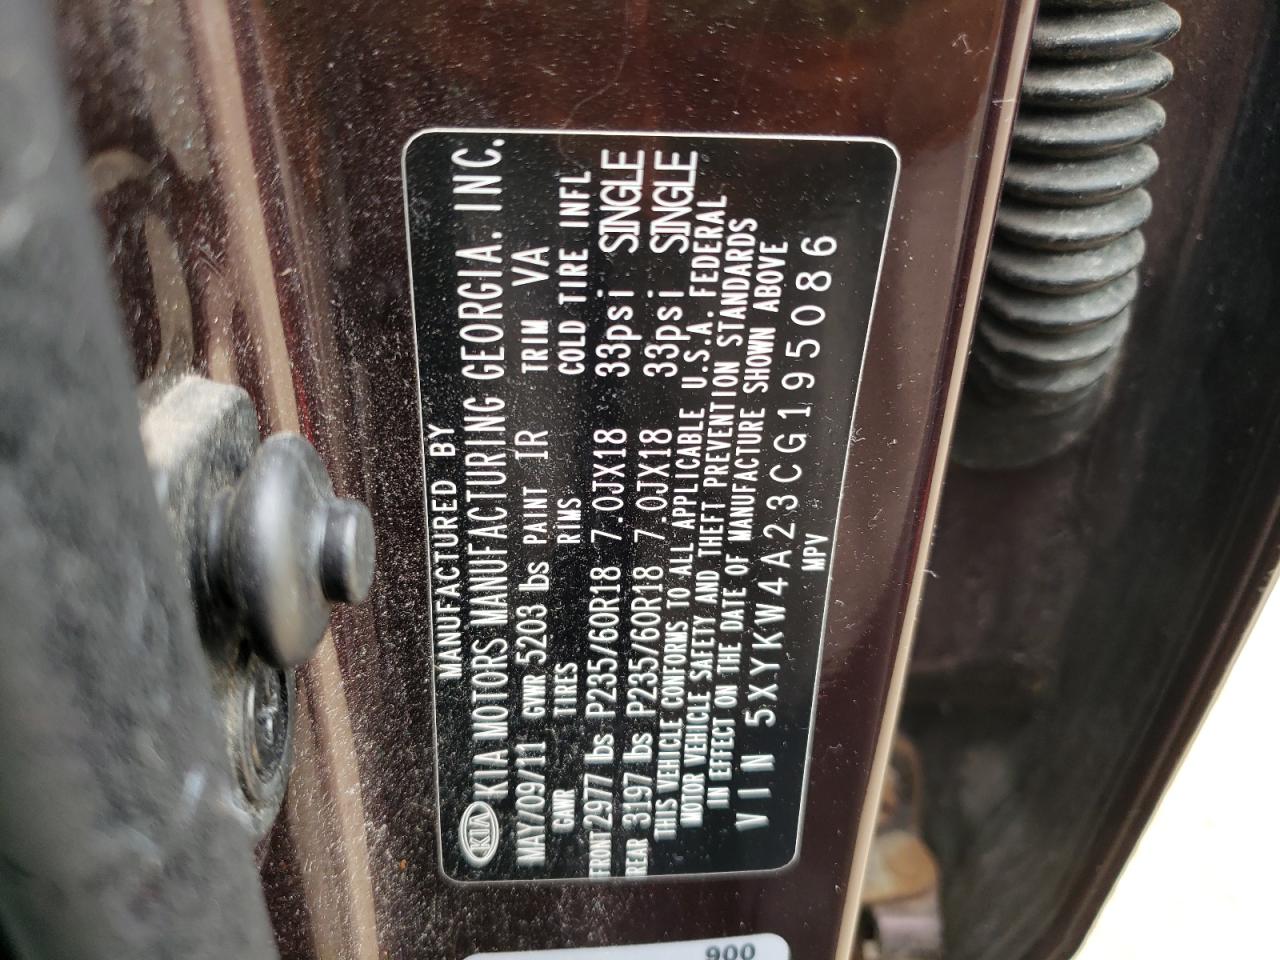 MANUFACTURED BY
KIA KIA MOTORS MANUFACTURING GEORGIA. INC.
MAY/09/11 GVWR 5203 lbs PAINT IR TRIM VA
GAWR TIRES RIMS COLD TIRE INFL
FRONT 2977 lbs P235/60R18 7.0JX18 33psi SINGLE
REAR 3197 lbs P235/60R18 7.0JX18 33psi SINGLE
THIS VEHICLE CONFORMS TO ALL APPLICABLE U.S.A. FEDERAL
MOTOR VEHICLE SAFETY AND THEFT PREVENTION STANDARDS
IN EFFECT ON THE DATE OF MANUFACTURE SHOWN ABOVE
VIN 5XYKW4A23CG195086
MPV
900